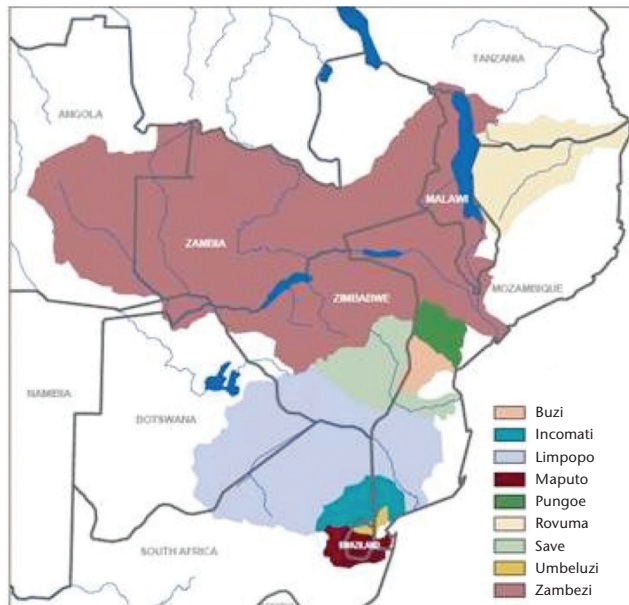 TANZANIA
ANGOLA
MALAWI
ZAMBIA
MOZAMBIQUE
ZIMBABWE
NAMIBIA
BOTSWANA
SOUTH AFRICA
SWAZILAND
Buzi
Incomati
Limpopo
Maputo
Pungoe
Rovuma
Save
Umbeluzi
Zambezi